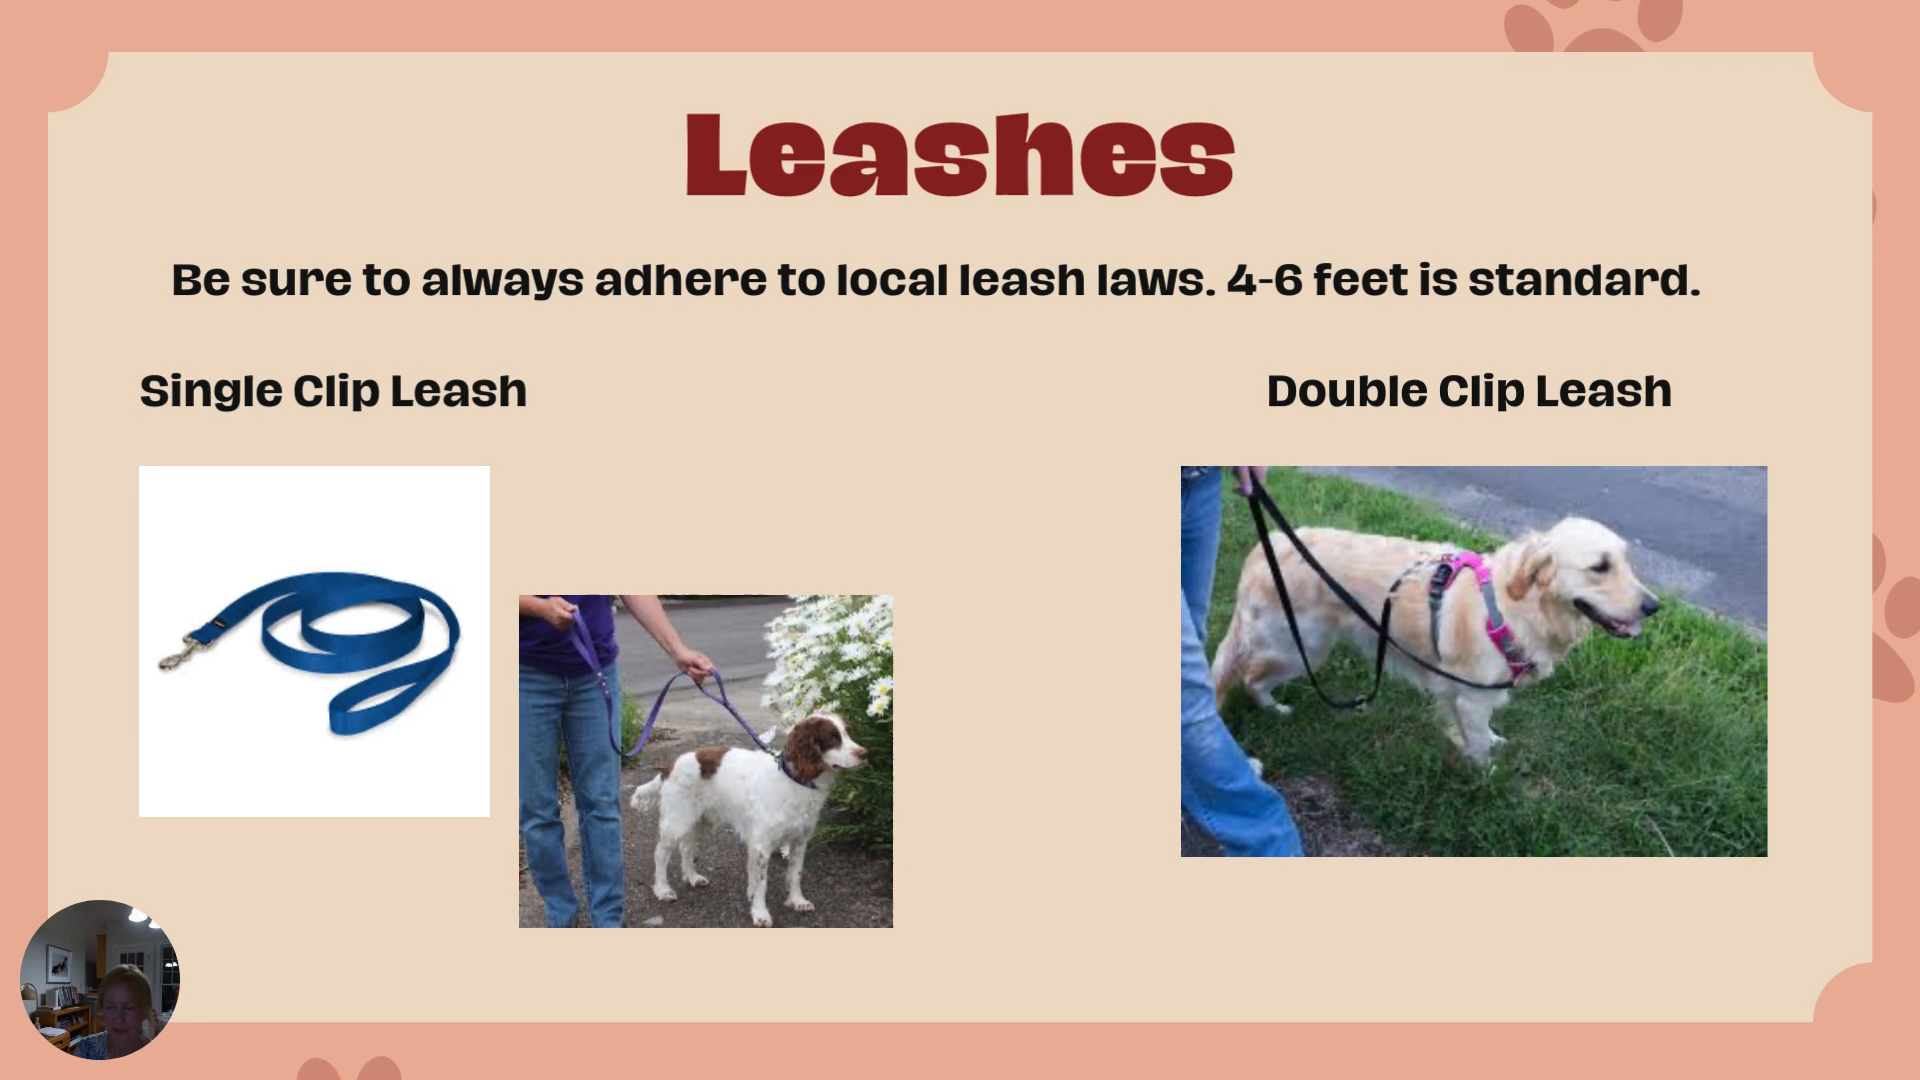 Leashes
Be sure to always adhere to local leash laws. 4-6 feet is standard.
Single Clip Leash
Double Clip Leash